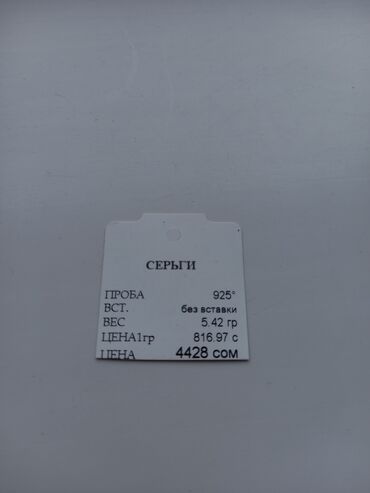 СЕРЬГИ
ПРОБА 925°
ВСТ. без вставки
ВЕС 5.42 гр
ЦЕНА1гр 816.97 с
ЦЕНА 4428 сом